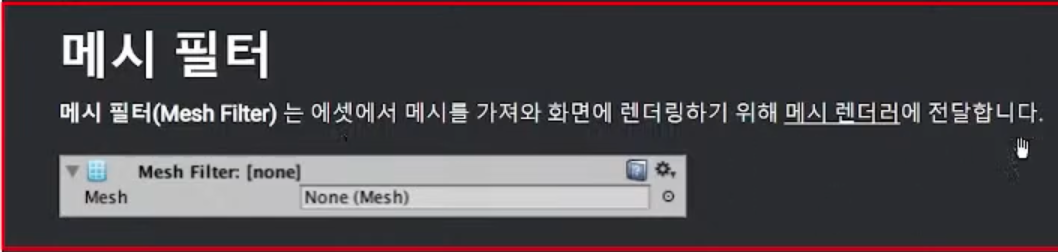 메시 필터
메시 필터(Mesh Filter) 는 에셋에서 메시를 가져와 화면에 렌더링하기 위해 메시 렌더러에 전달합니다.
Mesh Filter: [none]
Mesh None (Mesh)